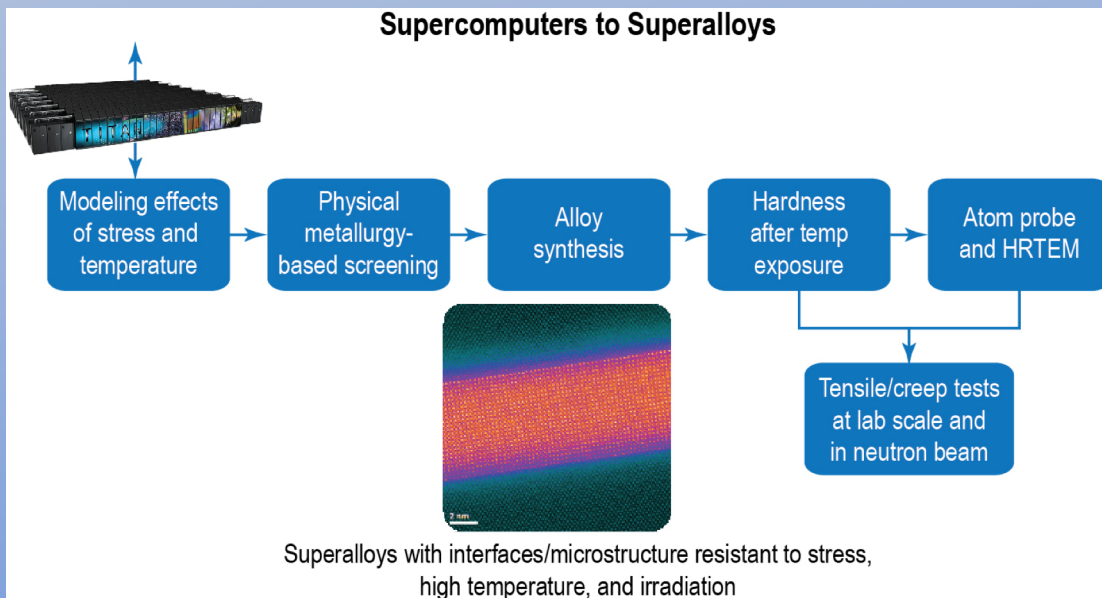 Supercomputers to Superalloys
TITAN
Modeling effects
of stress and
temperature
Physical
metallurgy-
based screening
Alloy
synthesis
Hardness
after temp
exposure
Atom probe
and HRTEM
Tensile/creep tests
at lab scale and
in neutron beam
2 nm
Superalloys with interfaces/microstructure resistant to stress,
high temperature, and irradiation